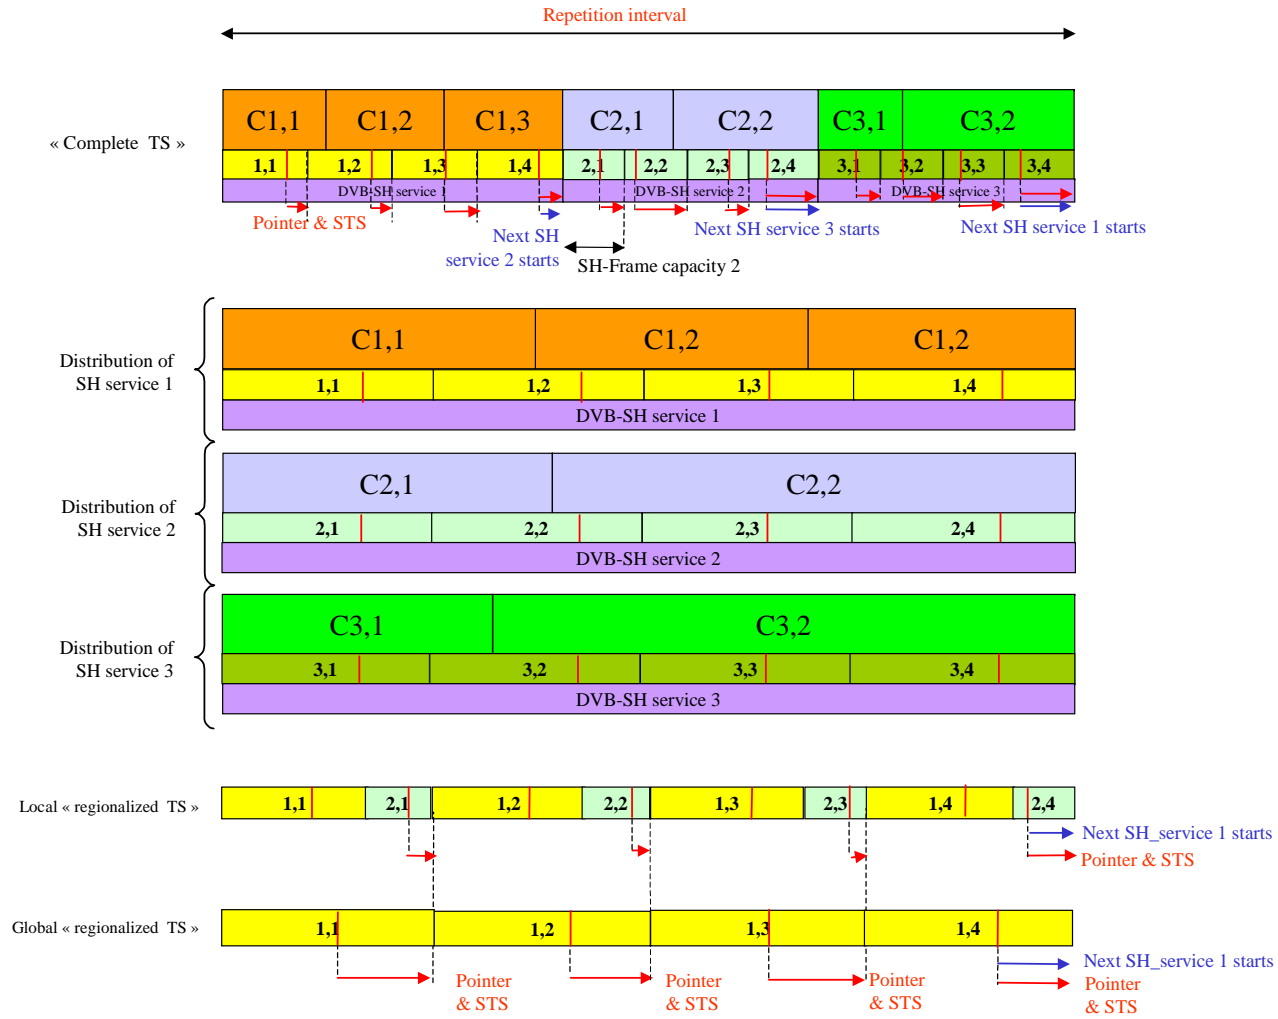 Repetition interval
« Complete TS »
C1,1 C1,2 C1,3 C2,1 C2,2 C3,1 C3,2
1,1 1,2 1,3 1,4 2,1 2,2 2,3 2,4 3,1 3,2 3,3 3,4
DVB-SH service 1 DVB-SH service 2 DVB-SH service 3
Pointer & STS
Next SH
service 2 starts
Next SH service 3 starts
Next SH service 1 starts
SH-Frame capacity 2
Distribution of
SH service 1
C1,1 C1,2 C1,2
1,1 1,2 1,3 1,4
DVB-SH service 1
Distribution of
SH service 2
C2,1 C2,2
2,1 2,2 2,3 2,4
DVB-SH service 2
Distribution of
SH service 3
C3,1 C3,2
3,1 3,2 3,3 3,4
DVB-SH service 3
Local « regionalized TS »
1,1 2,1 1,2 2,2 1,3 2,3 1,4 2,4
Next SH_service 1 starts
Pointer & STS
Global « regionalized TS »
1,1 1,2 1,3 1,4
Next SH_service 1 starts
Pointer
& STS
Pointer
& STS
Pointer
& STS
Pointer
& STS